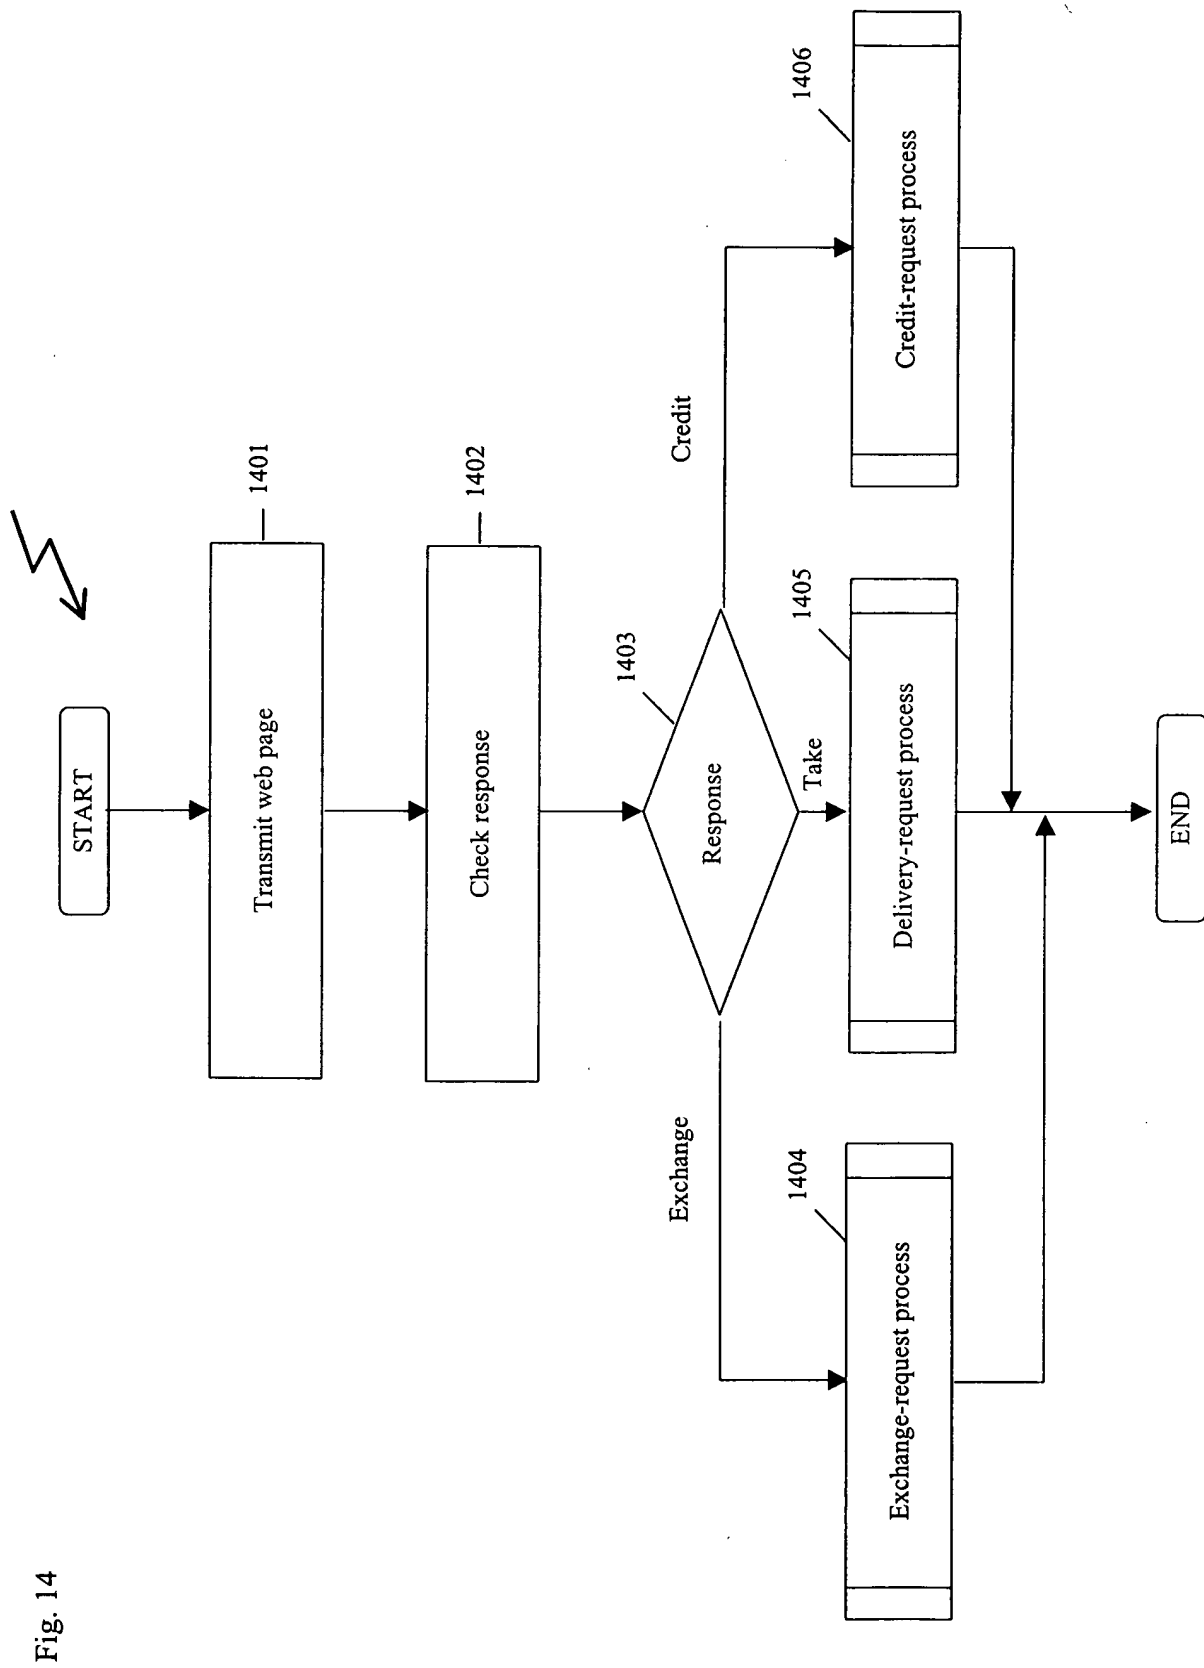 Fig. 14
START
Transmit web page
1401
Check response
1402
Response
1403
Exchange
Take
Credit
Exchange-request process
1404
Delivery-request process
1405
Credit-request process
1406
END